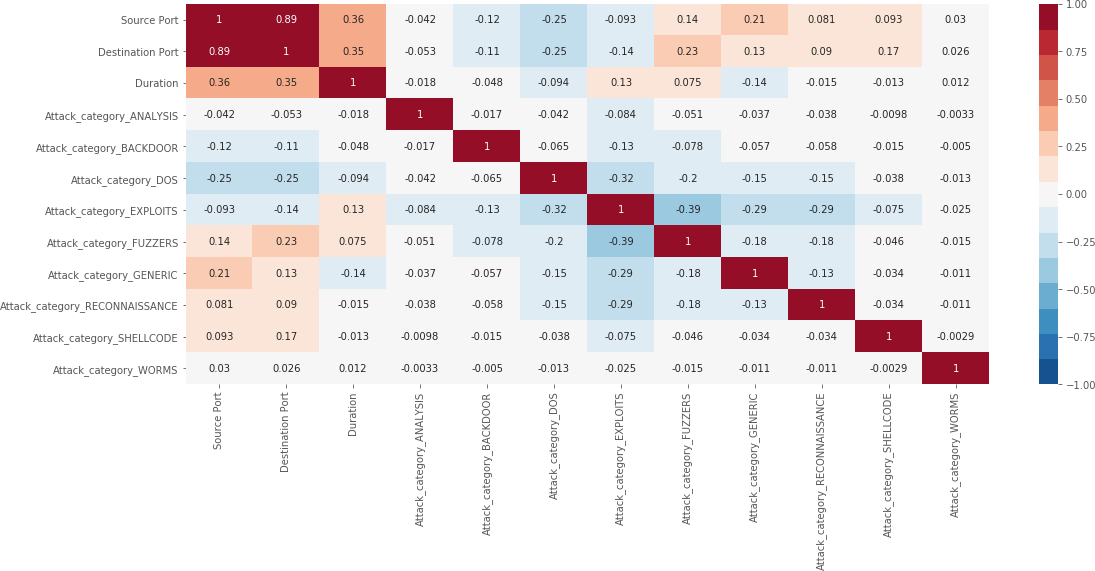 Source Port 1 0.89 0.36 -0.042 -0.12 -0.25 -0.093 0.14 0.21 0.081 0.093 0.03
Destination Port 0.89 1 0.35 -0.053 -0.11 -0.25 -0.14 0.23 0.13 0.09 0.17 0.026
Duration 0.36 0.35 1 -0.018 -0.048 -0.094 0.13 0.075 -0.14 -0.015 -0.013 0.012
Attack_category_ANALYSIS -0.042 -0.053 -0.018 1 -0.017 -0.042 -0.084 -0.051 -0.037 -0.038 -0.0098 -0.0033
Attack_category_BACKDOOR -0.12 -0.11 -0.048 -0.017 1 -0.065 -0.13 -0.078 -0.057 -0.058 -0.015 -0.005
Attack_category_DOS -0.25 -0.25 -0.094 -0.042 -0.065 1 -0.32 -0.2 -0.15 -0.15 -0.038 -0.013
Attack_category_EXPLOITS -0.093 -0.14 0.13 -0.084 -0.13 -0.32 1 -0.39 -0.29 -0.29 -0.075 -0.025
Attack_category_FUZZERS 0.14 0.23 0.075 -0.051 -0.078 -0.2 -0.39 1 -0.18 -0.18 -0.046 -0.015
Attack_category_GENERIC 0.21 0.13 -0.14 -0.037 -0.057 -0.15 -0.29 -0.18 1 -0.13 -0.034 -0.011
Attack_category_RECONNAISSANCE 0.081 0.09 -0.015 -0.038 -0.058 -0.15 -0.29 -0.18 -0.13 1 -0.034 -0.011
Attack_category_SHELLCODE 0.093 0.17 -0.013 -0.0098 -0.015 -0.038 -0.075 -0.046 -0.034 -0.034 1 -0.0029
Attack_category_WORMS 0.03 0.026 0.012 -0.0033 -0.005 -0.013 -0.025 -0.015 -0.011 -0.011 -0.0029 1
Source Port
Destination Port
Duration
Attack_category_ANALYSIS
Attack_category_BACKDOOR
Attack_category_DOS
Attack_category_EXPLOITS
Attack_category_FUZZERS
Attack_category_GENERIC
Attack_category_RECONNAISSANCE
Attack_category_SHELLCODE
Attack_category_WORMS
1.00
0.75
0.50
0.25
0.00
−0.25
−0.50
−0.75
−1.00